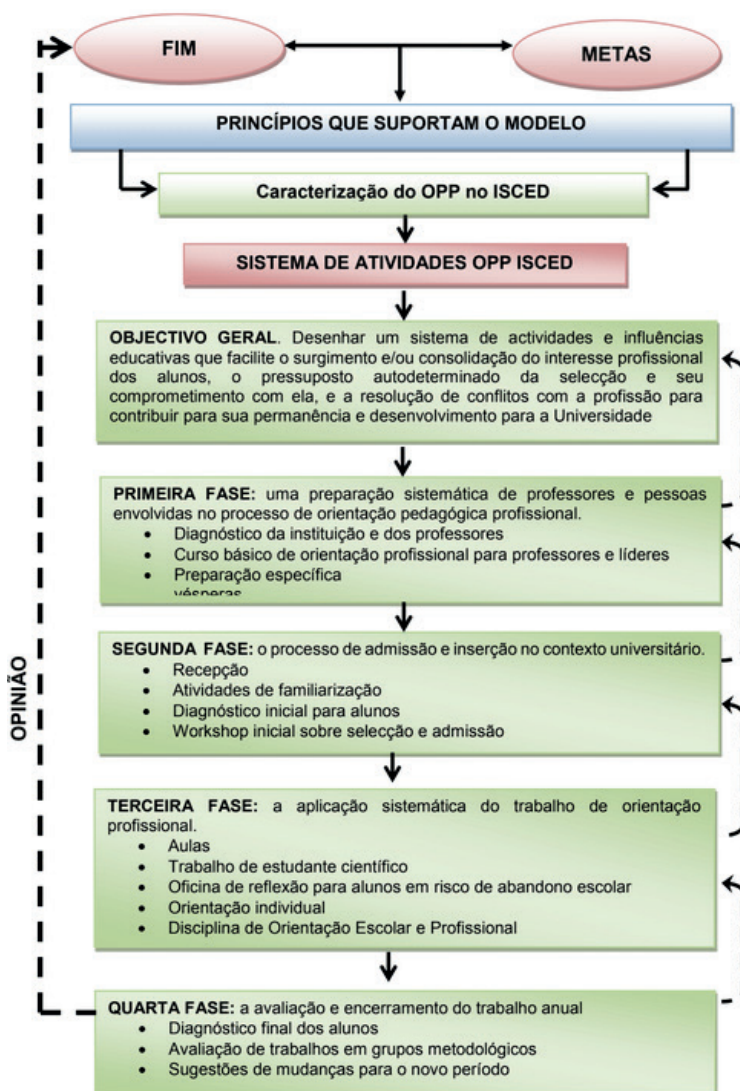 FIM
METAS
PRINCÍPIOS QUE SUPORTAM O MODELO
Caracterização do OPP no ISCED
SISTEMA DE ATIVIDADES OPP ISCED
OBJECTIVO GERAL. Desenhar um sistema de actividades e influências
educativas que facilite o surgimento e/ou consolidação do interesse profissional
dos alunos, o pressuposto autodeterminado da selecção e seu
comprometimento com ela, e a resolução de conflitos com a profissão para
contribuir para sua permanência e desenvolvimento para a Universidade
PRIMEIRA FASE: uma preparação sistemática de professores e pessoas
envolvidas no processo de orientação pedagógica profissional.
• Diagnóstico da instituição e dos professores
• Curso básico de orientação profissional para professores e líderes
• Preparação específica
vésperas
SEGUNDA FASE: o processo de admissão e inserção no contexto universitário.
• Recepção
• Atividades de familiarização
• Diagnóstico inicial para alunos
• Workshop inicial sobre selecção e admissão
OPINIÃO
TERCEIRA FASE: a aplicação sistemática do trabalho de orientação
profissional.
• Aulas
• Trabalho de estudante científico
• Oficina de reflexão para alunos em risco de abandono escolar
• Orientação individual
• Disciplina de Orientação Escolar e Profissional
QUARTA FASE: a avaliação e encerramento do trabalho anual
• Diagnóstico final dos alunos
• Avaliação de trabalhos em grupos metodológicos
• Sugestões de mudanças para o novo período